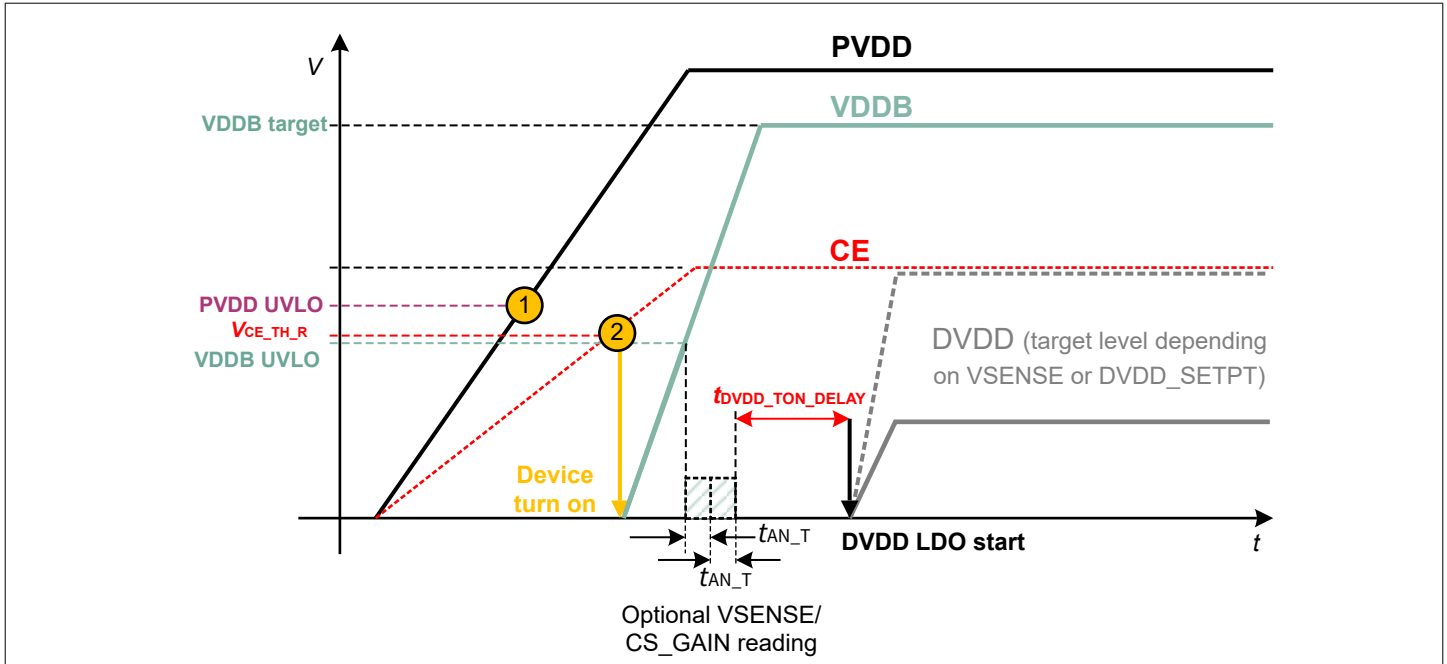 PVDD
V
VDDB
VDDB target
CE
PVDD UVLO
1
VCE_TH_R
2
VDDB UVLO
DVDD (target level depending
on VSENSE or DVDD_SETPT)
tDVDD_TON_DELAY
Device
turn on
tAN_T
DVDD LDO start
t
tAN_T
Optional VSENSE/
CS_GAIN reading